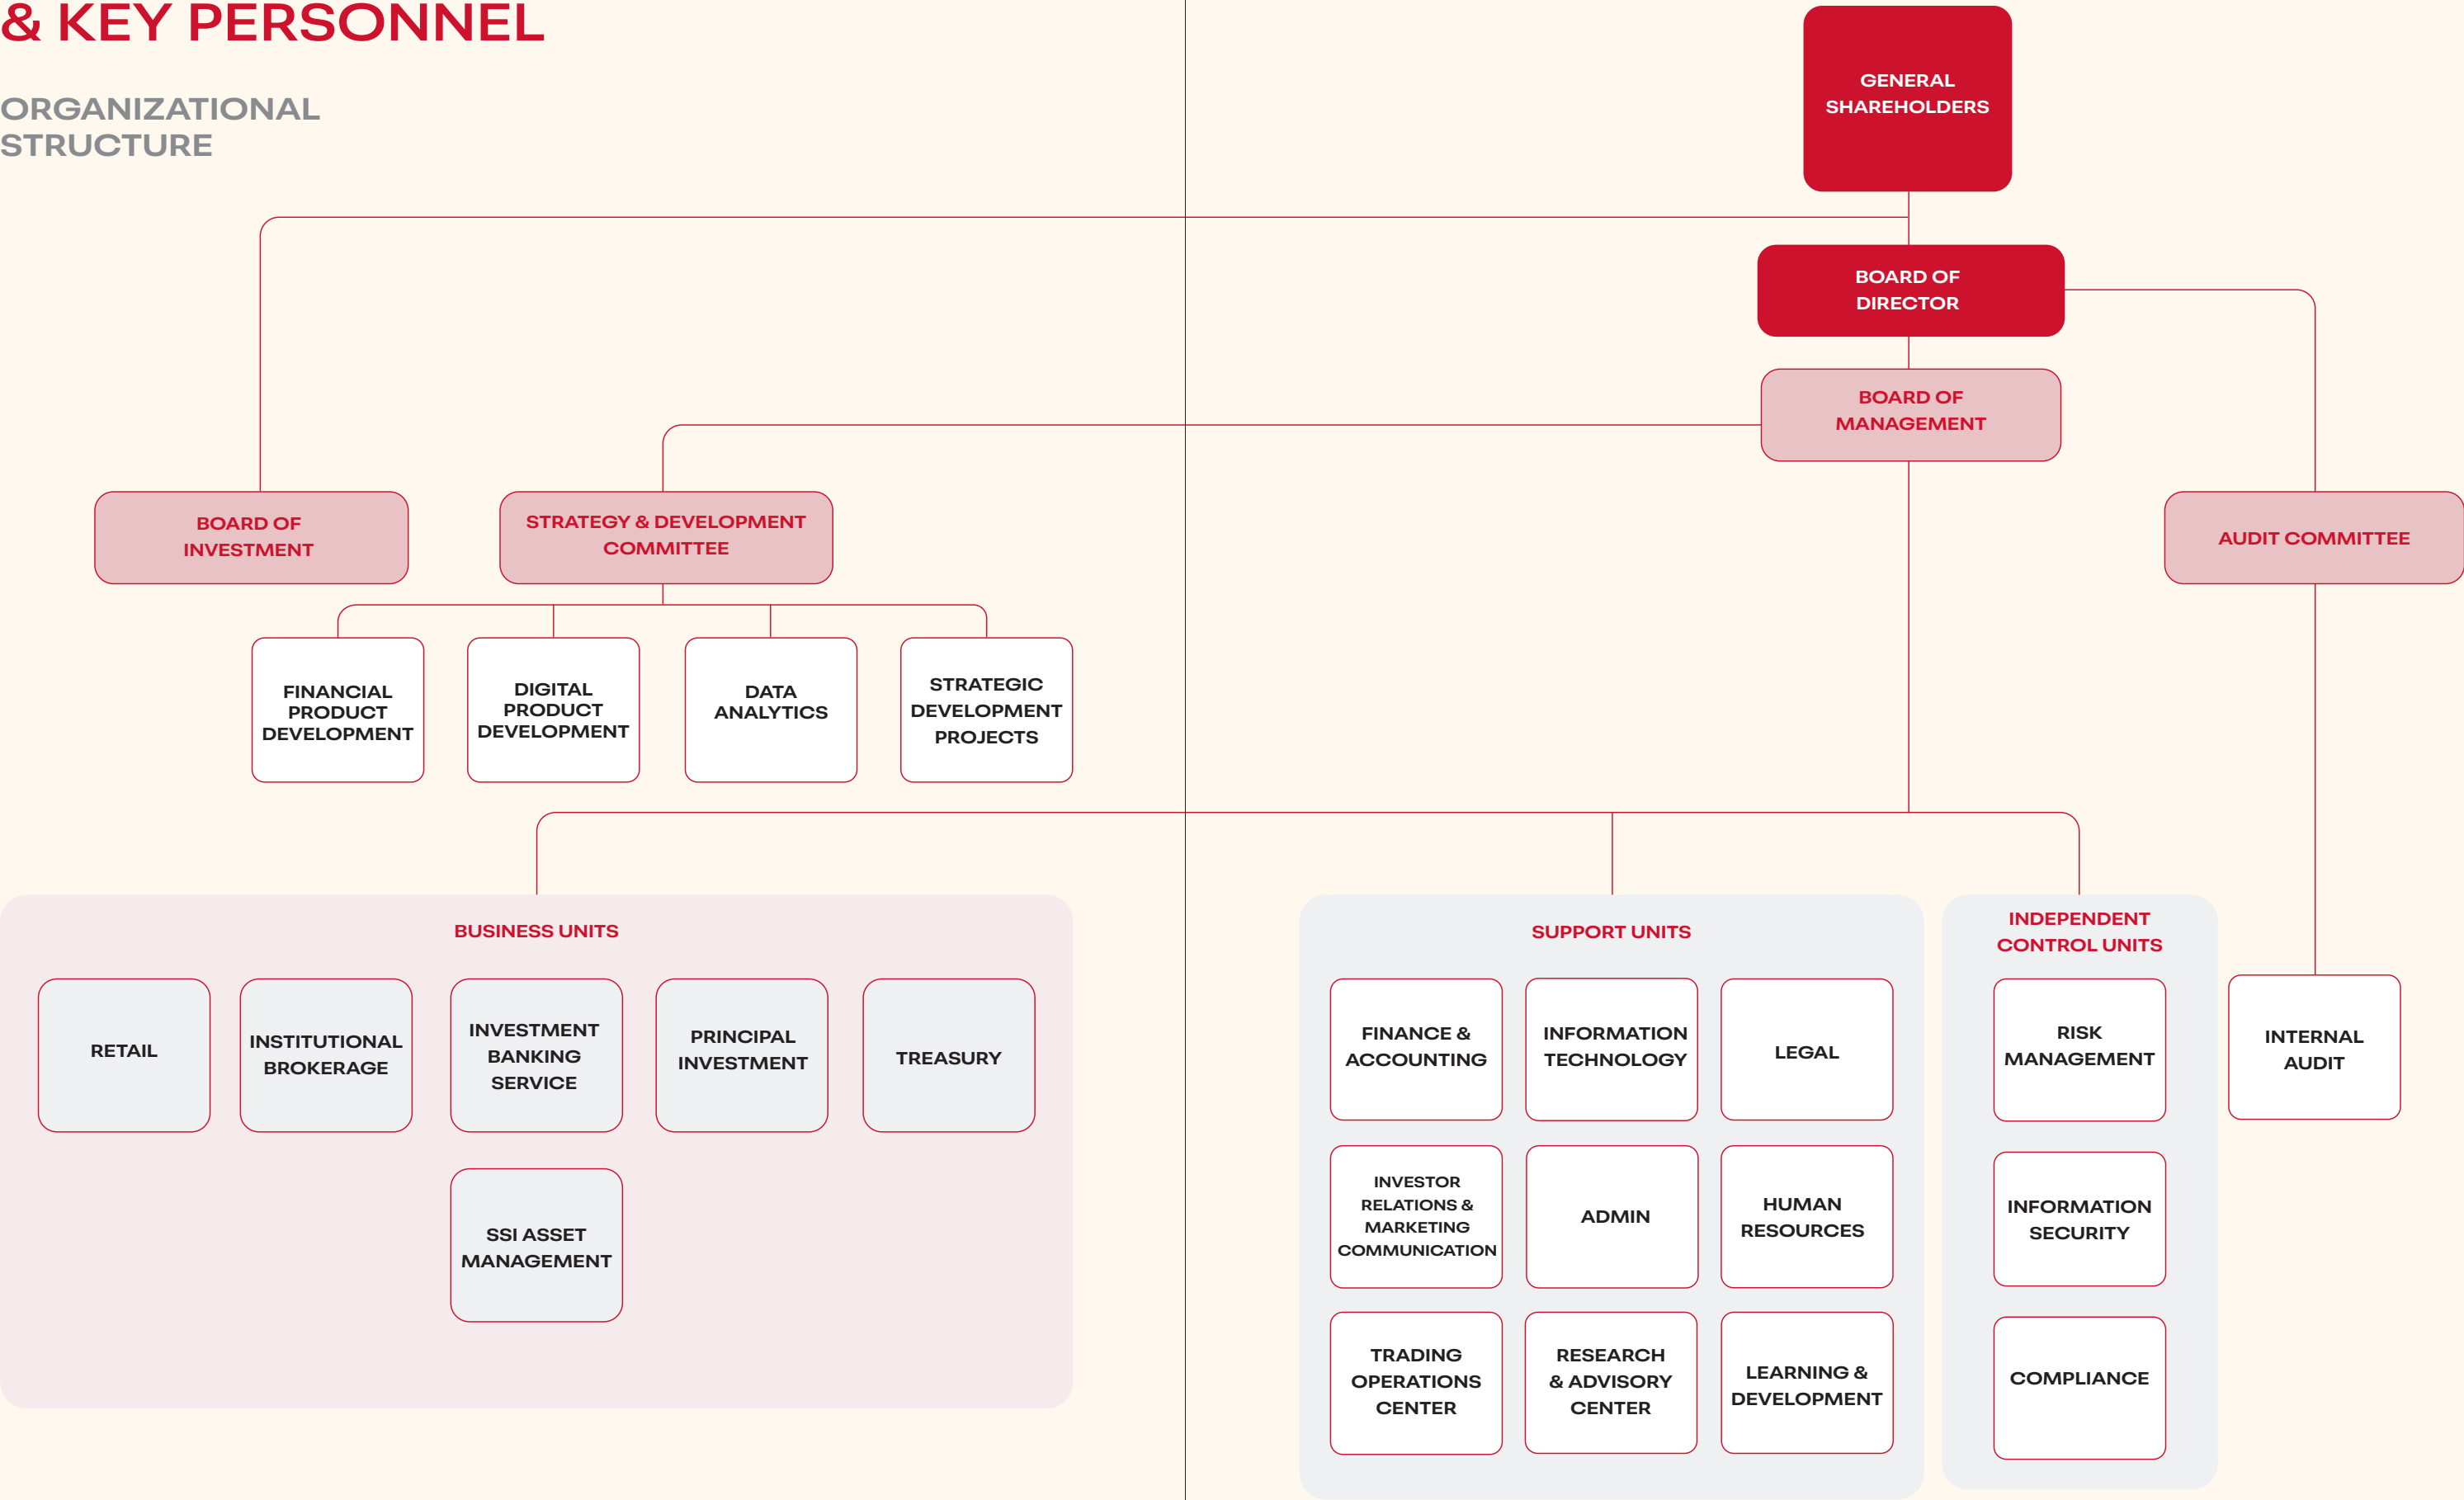 & KEY PERSONNEL
ORGANIZATIONAL
STRUCTURE
GENERAL
SHAREHOLDERS
BOARD OF
DIRECTOR
BOARD OF
MANAGEMENT
BOARD OF
INVESTMENT
STRATEGY & DEVELOPMENT
COMMITTEE
AUDIT COMMITTEE
FINANCIAL
PRODUCT
DEVELOPMENT
DIGITAL
PRODUCT
DEVELOPMENT
DATA
ANALYTICS
STRATEGIC
DEVELOPMENT
PROJECTS
BUSINESS UNITS
RETAIL
INSTITUTIONAL
BROKERAGE
INVESTMENT
BANKING
SERVICE
PRINCIPAL
INVESTMENT
TREASURY
SSI ASSET
MANAGEMENT
SUPPORT UNITS
FINANCE &
ACCOUNTING
INFORMATION
TECHNOLOGY
LEGAL
INVESTOR
RELATIONS &
MARKETING
COMMUNICATION
ADMIN
HUMAN
RESOURCES
TRADING
OPERATIONS
CENTER
RESEARCH
& ADVISORY
CENTER
LEARNING &
DEVELOPMENT
INDEPENDENT
CONTROL UNITS
RISK
MANAGEMENT
INFORMATION
SECURITY
COMPLIANCE
INTERNAL
AUDIT